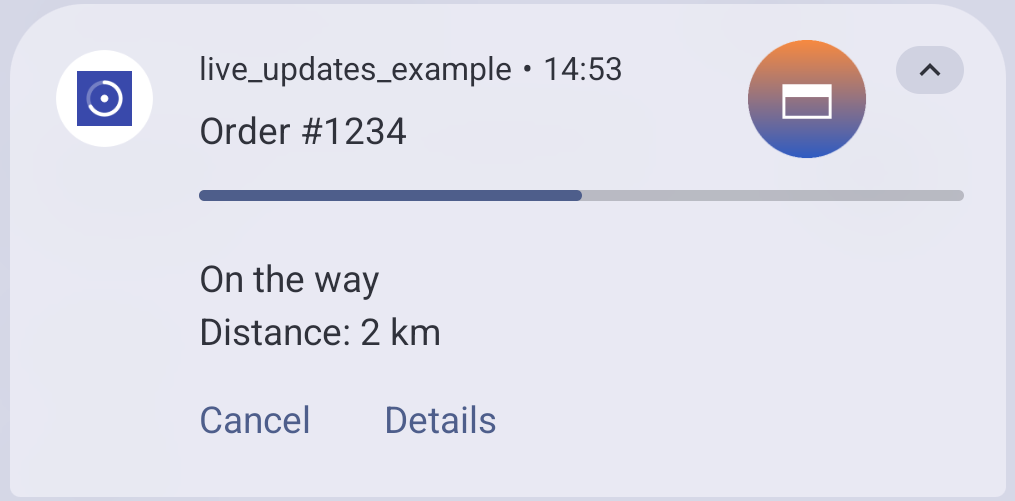 live_updates_example • 14:53
Order #1234
On the way
Distance: 2 km
Cancel Details